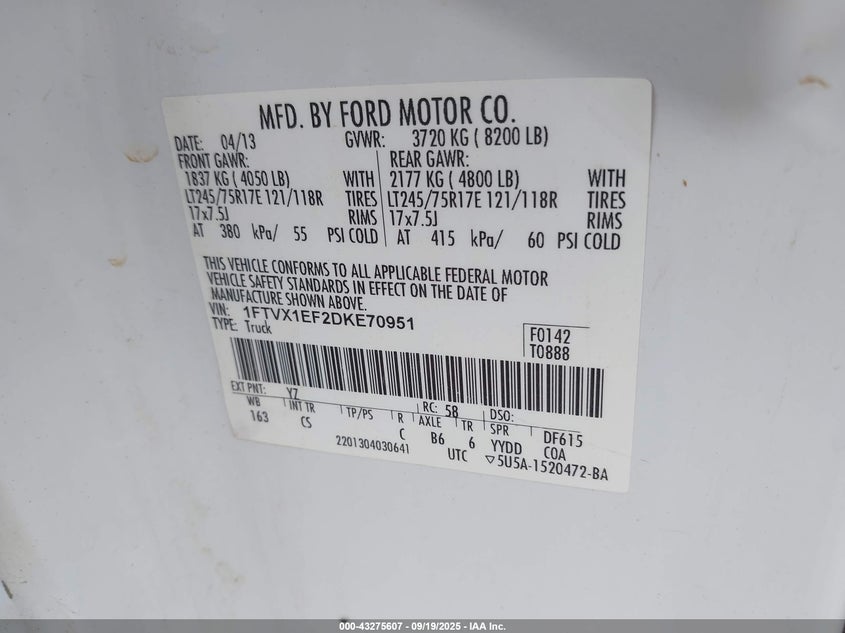 MFD. BY FORD MOTOR CO.
DATE: 04/13 GVWR: 3720 KG ( 8200 LB)
FRONT GAWR: REAR GAWR:
1837 KG ( 4050 LB) WITH 2177 KG ( 4800 LB) WITH
LT245/75R17E 121/118R TIRES LT245/75R17E 121/118R TIRES
17x7.5J RIMS 17x7.5J RIMS
AT 380 kPa/ 55 PSI COLD AT 415 kPa/ 60 PSI COLD
THIS VEHICLE CONFORMS TO ALL APPLICABLE FEDERAL MOTOR
VEHICLE SAFETY STANDARDS IN EFFECT ON THE DATE OF
MANUFACTURE SHOWN ABOVE.
VIN: 1FTVX1EF2DKE70951
TYPE: Truck
F0142
T0888
EXT PNT: YZ RC: 58 DSO:
WB INT TR TP/PS R AXLE TR SPR DF615
163 CS C B6 6 YYDD COA
2201304030641 UTC ▽5U5A-1520472-BA
000-43275607 - 09/19/2025 - IAA Inc.